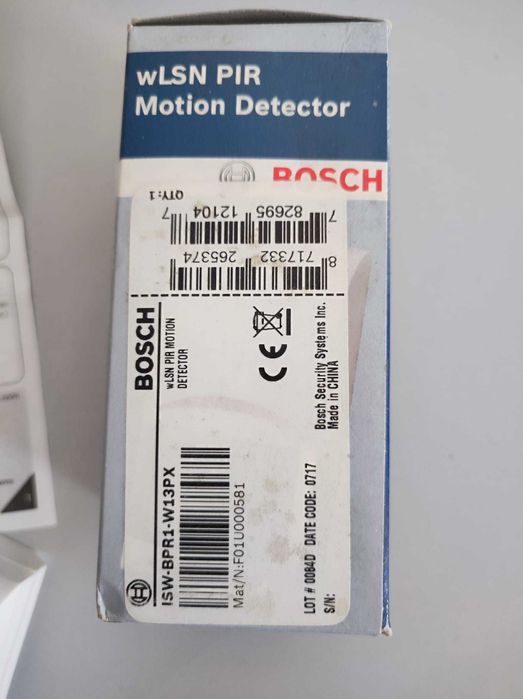 wLSN PIR
Motion Detector
BOSCH
QTY: 1
7 82695 12104 7
8 717332 265374
BOSCH
wLSN PIR MOTION
DETECTOR
CE
Bosch Security Systems Inc.
Made in CHINA
ISW-BPR1-W13PX
Mat/N:F01U000581
LOT # 0084D DATE CODE: 0717
S/N: